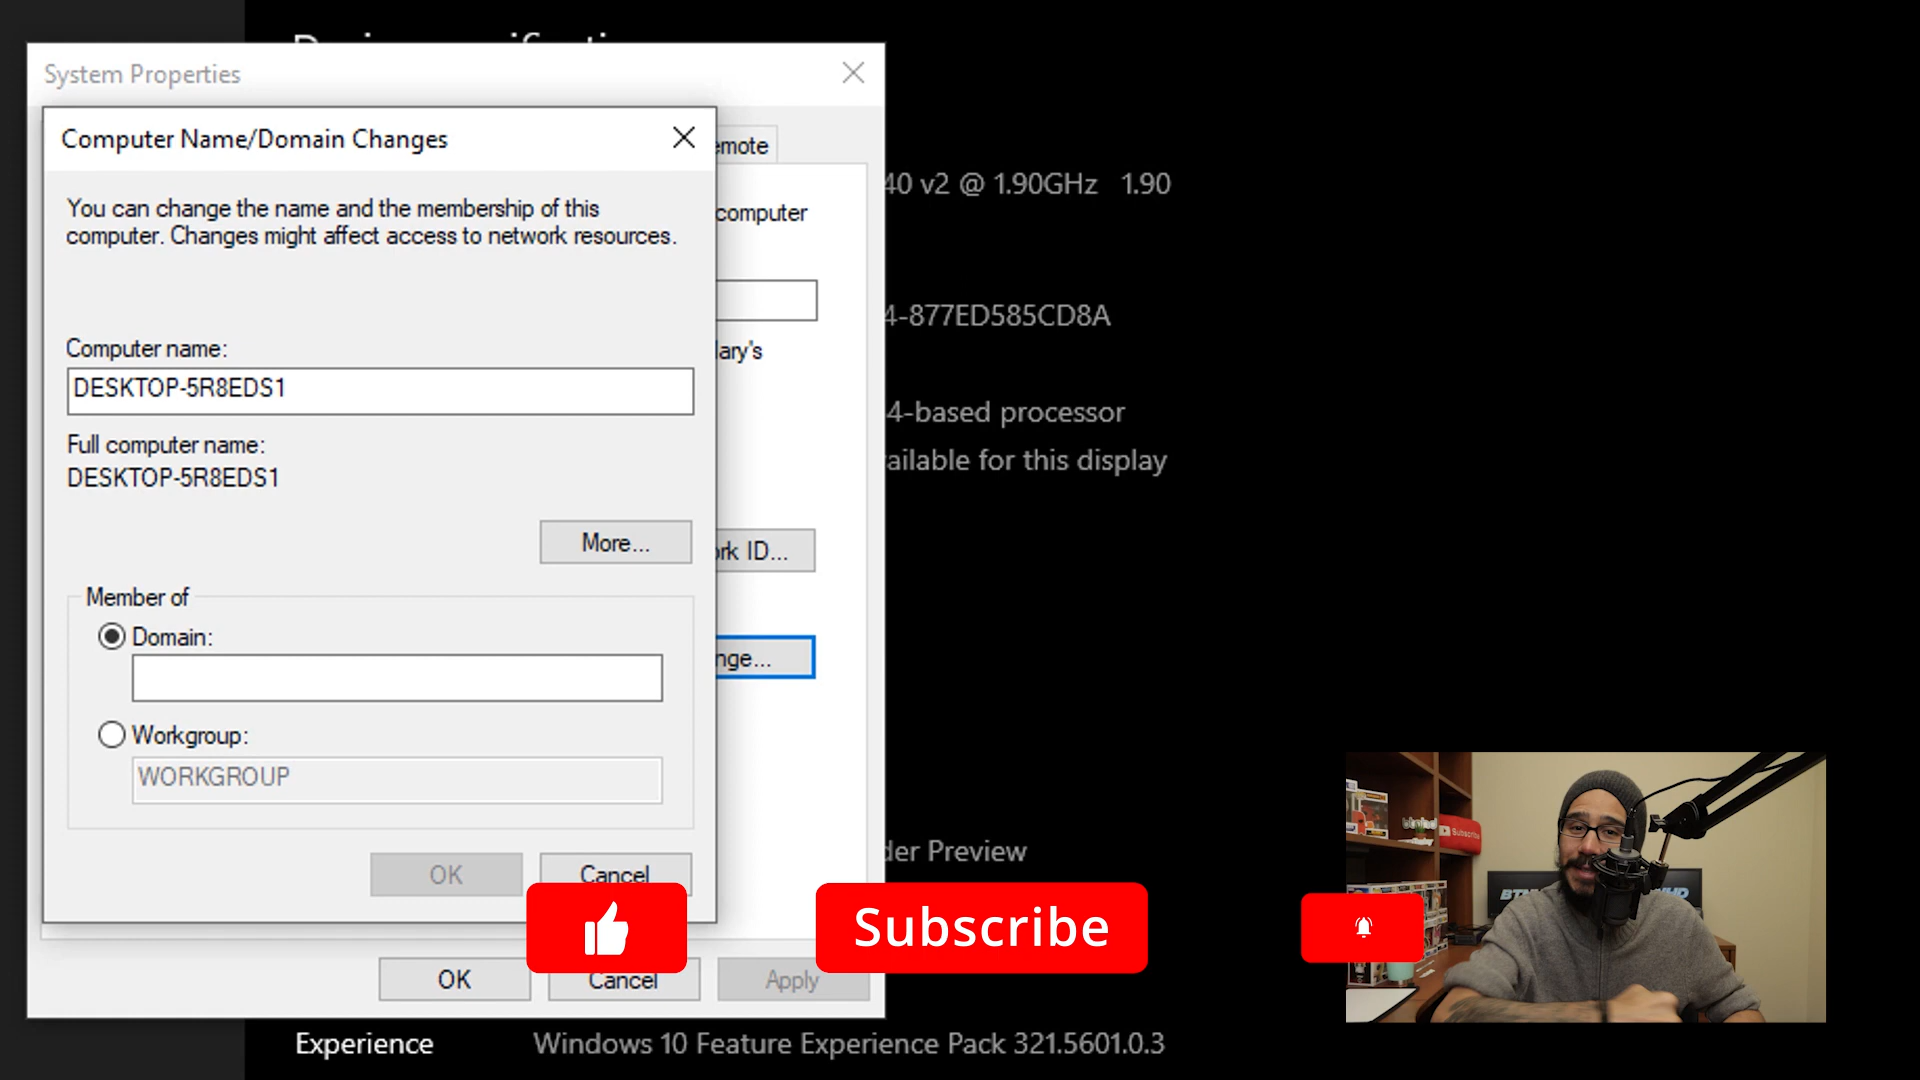 System Properties
Computer Name/Domain Changes
emote
You can change the name and the membership of this
computer. Changes might affect access to network resources.
computer
40 v2 @ 1.90GHz 1.90
4-877ED585CD8A
Computer name:
lary's
DESKTOP-5R8EDS1
4-based processor
Full computer name:
ailable for this display
DESKTOP-5R8EDS1
More...
ork ID...
Member of
Domain:
nge...
Workgroup:
WORKGROUP
der Preview
OK
Cancel
Subscribe
OK
Cancel
Apply
Experience
Windows 10 Feature Experience Pack 321.5601.0.3
Subscribe